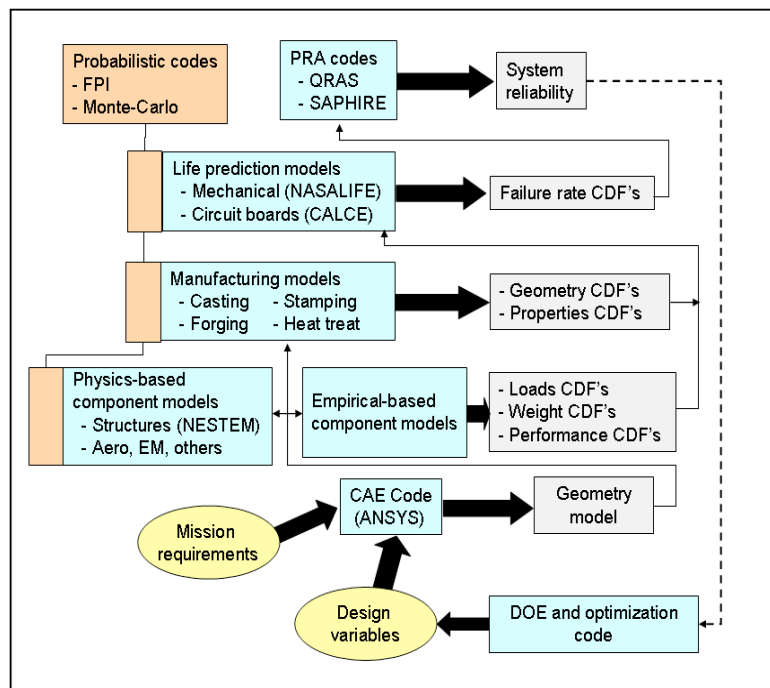 Probabilistic codes
- FPI
- Monte-Carlo
PRA codes
- QRAS
- SAPHIRE
System
reliability
Life prediction models
- Mechanical (NASALIFE)
- Circuit boards (CALCE)
Failure rate CDF's
Manufacturing models
- Casting - Stamping
- Forging - Heat treat
- Geometry CDF's
- Properties CDF's
Physics-based
component models
- Structures (NESTEM)
- Aero, EM, others
Empirical-based
component models
- Loads CDF's
- Weight CDF's
- Performance CDF's
CAE Code
(ANSYS)
Geometry
model
Mission
requirements
Design
variables
DOE and optimization
code